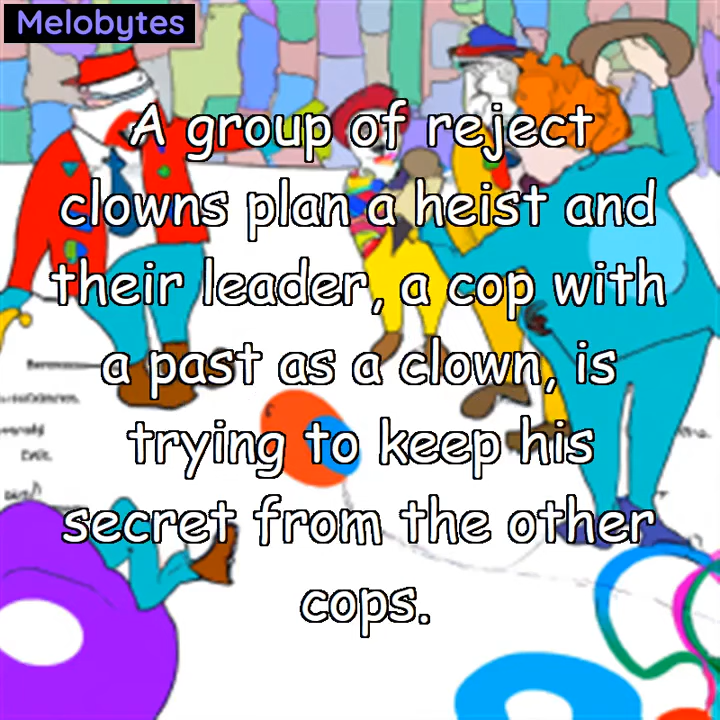 Melobytes
A group of reject
clowns plan a heist and
their leader, a cop with
a past as a clown, is
trying to keep his
secret from the other
cops.